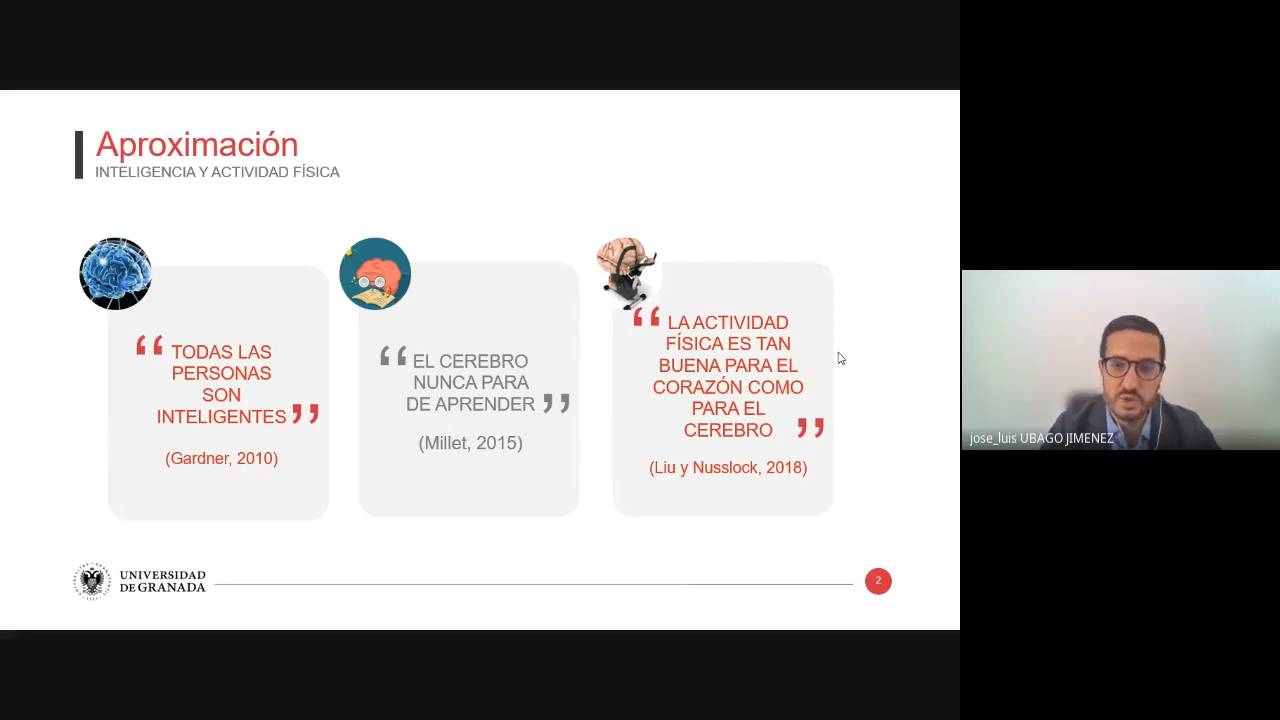 Aproximación
INTELIGENCIA Y ACTIVIDAD FÍSICA
“ TODAS LAS
PERSONAS
SON
INTELIGENTES ”
(Gardner, 2010)
“ EL CEREBRO
NUNCA PARA
DE APRENDER ”
(Millet, 2015)
“ LA ACTIVIDAD
FÍSICA ES TAN
BUENA PARA EL
CORAZÓN COMO
PARA EL
CEREBRO ”
(Liu y Nusslock, 2018)
UNIVERSIDAD
DE GRANADA
2
jose_luis UBAGO JIMENEZ